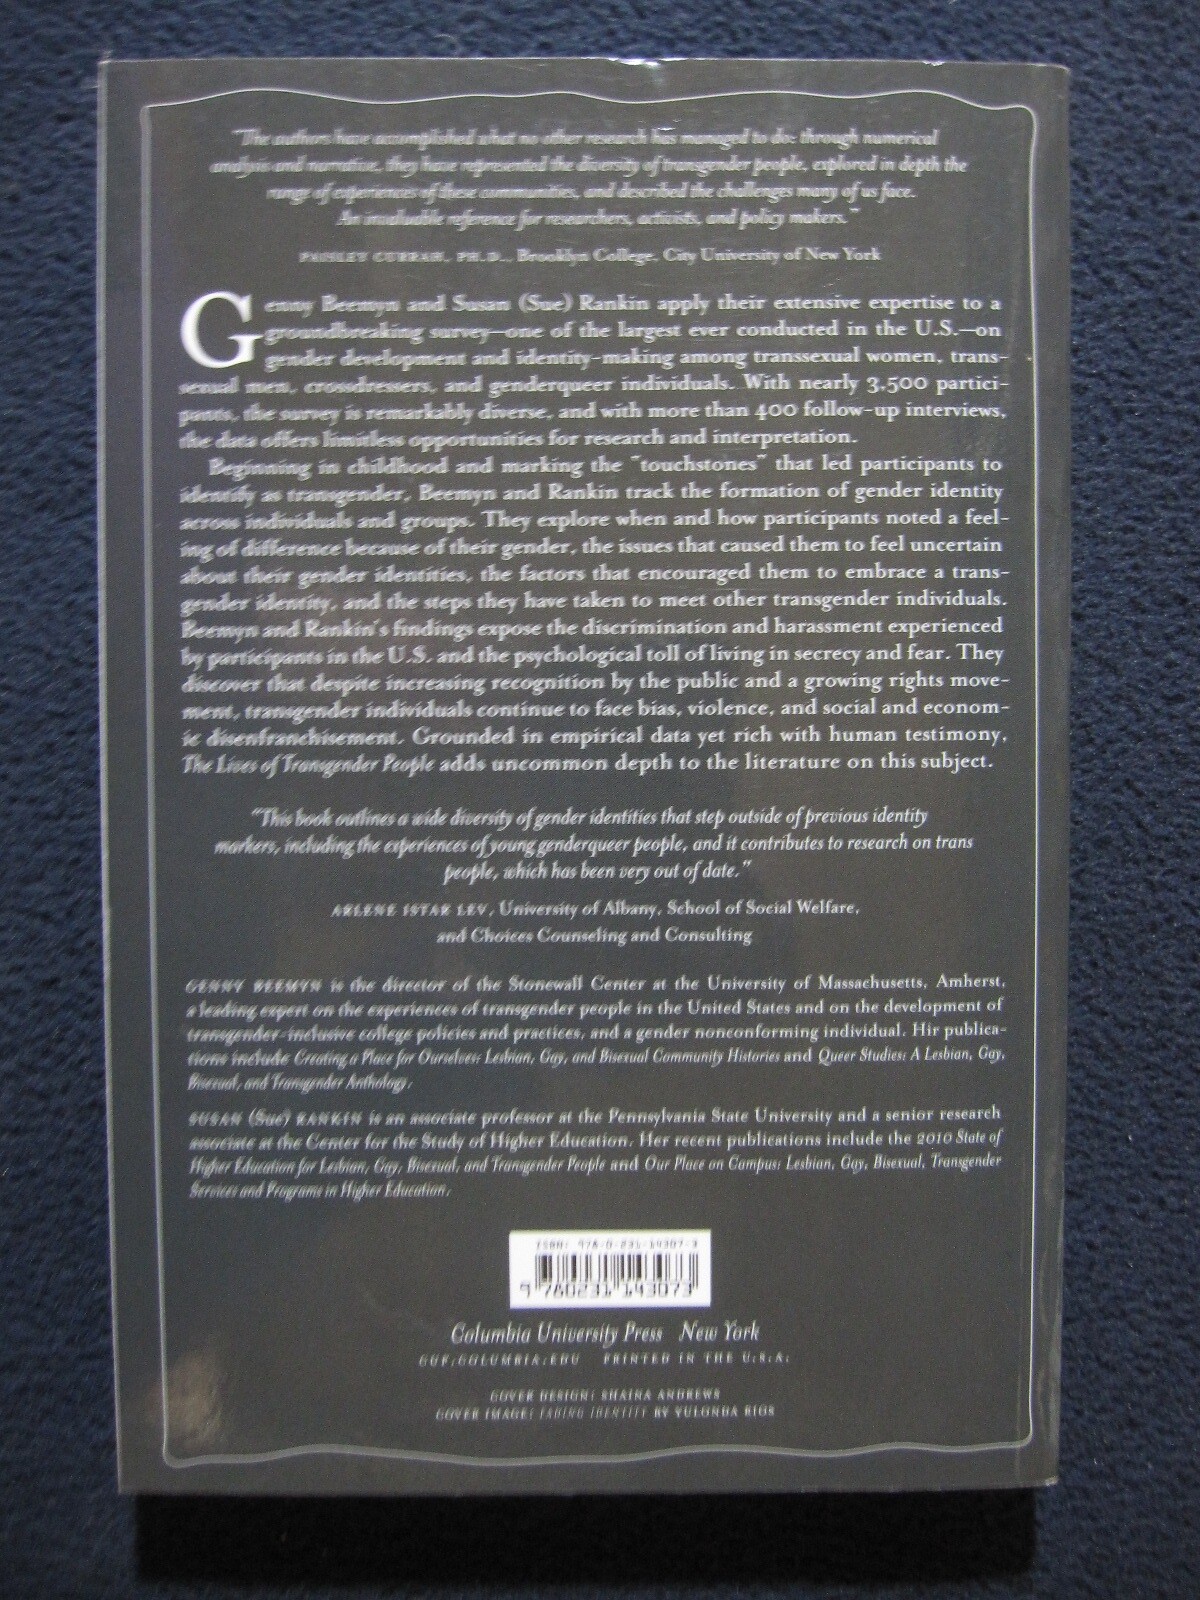 "The authors have accomplished what no other research has managed to do: through numerical
analysis and narrative, they have represented the diversity of transgender people, explored in depth the
range of experiences of these communities, and described the challenges many of us face.
An invaluable reference for researchers, activists, and policy makers."
PAISLEY CURRAH, PH.D., Brooklyn College, City University of New York
Genny Beemyn and Susan (Sue) Rankin apply their extensive expertise to a
groundbreaking survey—one of the largest ever conducted in the U.S.—on
gender development and identity-making among transsexual women, trans-
sexual men, crossdressers, and genderqueer individuals. With nearly 3,500 partici-
pants, the survey is remarkably diverse, and with more than 400 follow-up interviews,
the data offers limitless opportunities for research and interpretation.
Beginning in childhood and marking the "touchstones" that led participants to
identify as transgender, Beemyn and Rankin track the formation of gender identity
across individuals and groups. They explore when and how participants noted a feel-
ing of difference because of their gender, the issues that caused them to feel uncertain
about their gender identities, the factors that encouraged them to embrace a trans-
gender identity, and the steps they have taken to meet other transgender individuals.
Beemyn and Rankin's findings expose the discrimination and harassment experienced
by participants in the U.S. and the psychological toll of living in secrecy and fear. They
discover that despite increasing recognition by the public and a growing rights move-
ment, transgender individuals continue to face bias, violence, and social and econom-
ic disenfranchisement. Grounded in empirical data yet rich with human testimony,
The Lives of Transgender People adds uncommon depth to the literature on this subject.
"This book outlines a wide diversity of gender identities that step outside of previous identity
markers, including the experiences of young genderqueer people, and it contributes to research on trans
people, which has been very out of date."
ARLENE ISTAR LEV, University of Albany, School of Social Welfare,
and Choices Counseling and Consulting
GENNY BEEMYN is the director of the Stonewall Center at the University of Massachusetts, Amherst,
a leading expert on the experiences of transgender people in the United States and on the development of
transgender-inclusive college policies and practices, and a gender nonconforming individual. Hir publica-
tions include Creating a Place for Ourselves: Lesbian, Gay, and Bisexual Community Histories and Queer Studies: A Lesbian, Gay,
Bisexual, and Transgender Anthology.
SUSAN (Sue) RANKIN is an associate professor at the Pennsylvania State University and a senior research
associate at the Center for the Study of Higher Education. Her recent publications include the 2010 State of
Higher Education for Lesbian, Gay, Bisexual, and Transgender People and Our Place on Campus: Lesbian, Gay, Bisexual, Transgender
Services and Programs in Higher Education.
ISBN: 978-0-231-14307-3
9 780231 143073
Columbia University Press New York
CUP.COLUMBIA.EDU PRINTED IN THE U.S.A.
COVER DESIGN: SHAINA ANDREWS
COVER IMAGE: FADING IDENTITY BY YULONDA RIOS